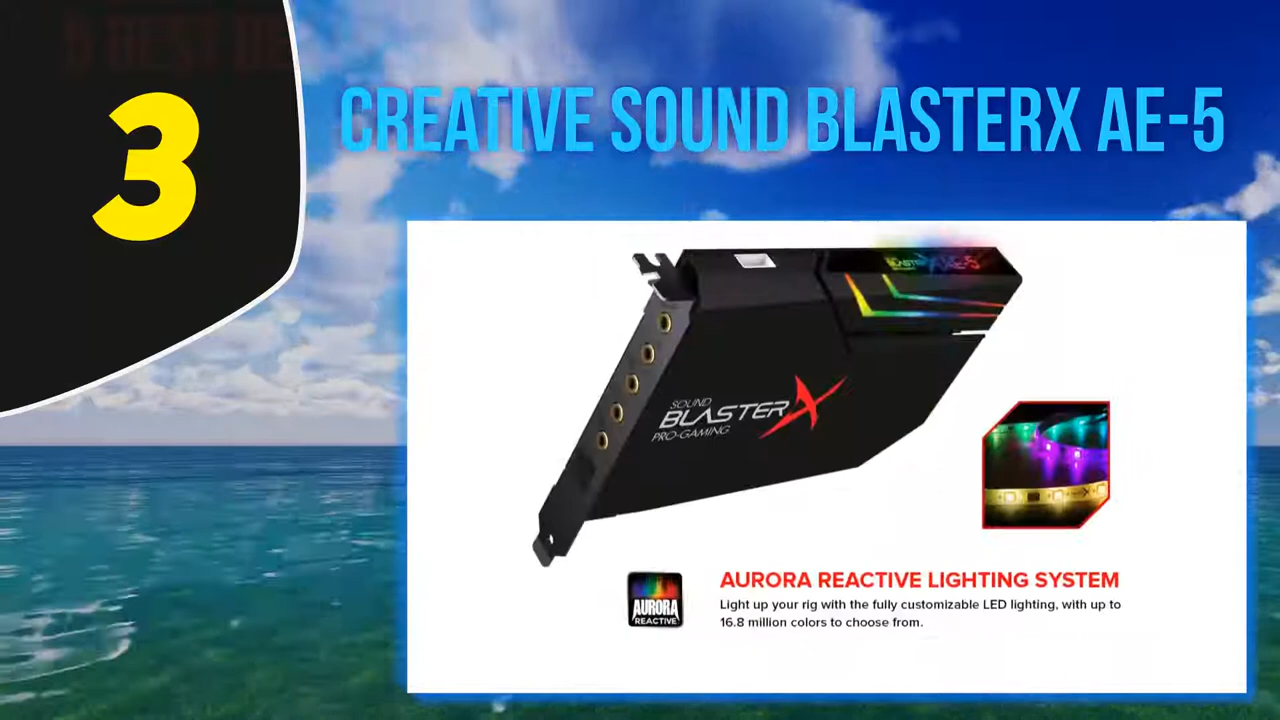 3
CREATIVE SOUND BLASTERX AE-5
SOUND
BLASTERX
PRO-GAMING
AURORA
REACTIVE
AURORA REACTIVE LIGHTING SYSTEM
Light up your rig with the fully customizable LED lighting, with up to
16.8 million colors to choose from.